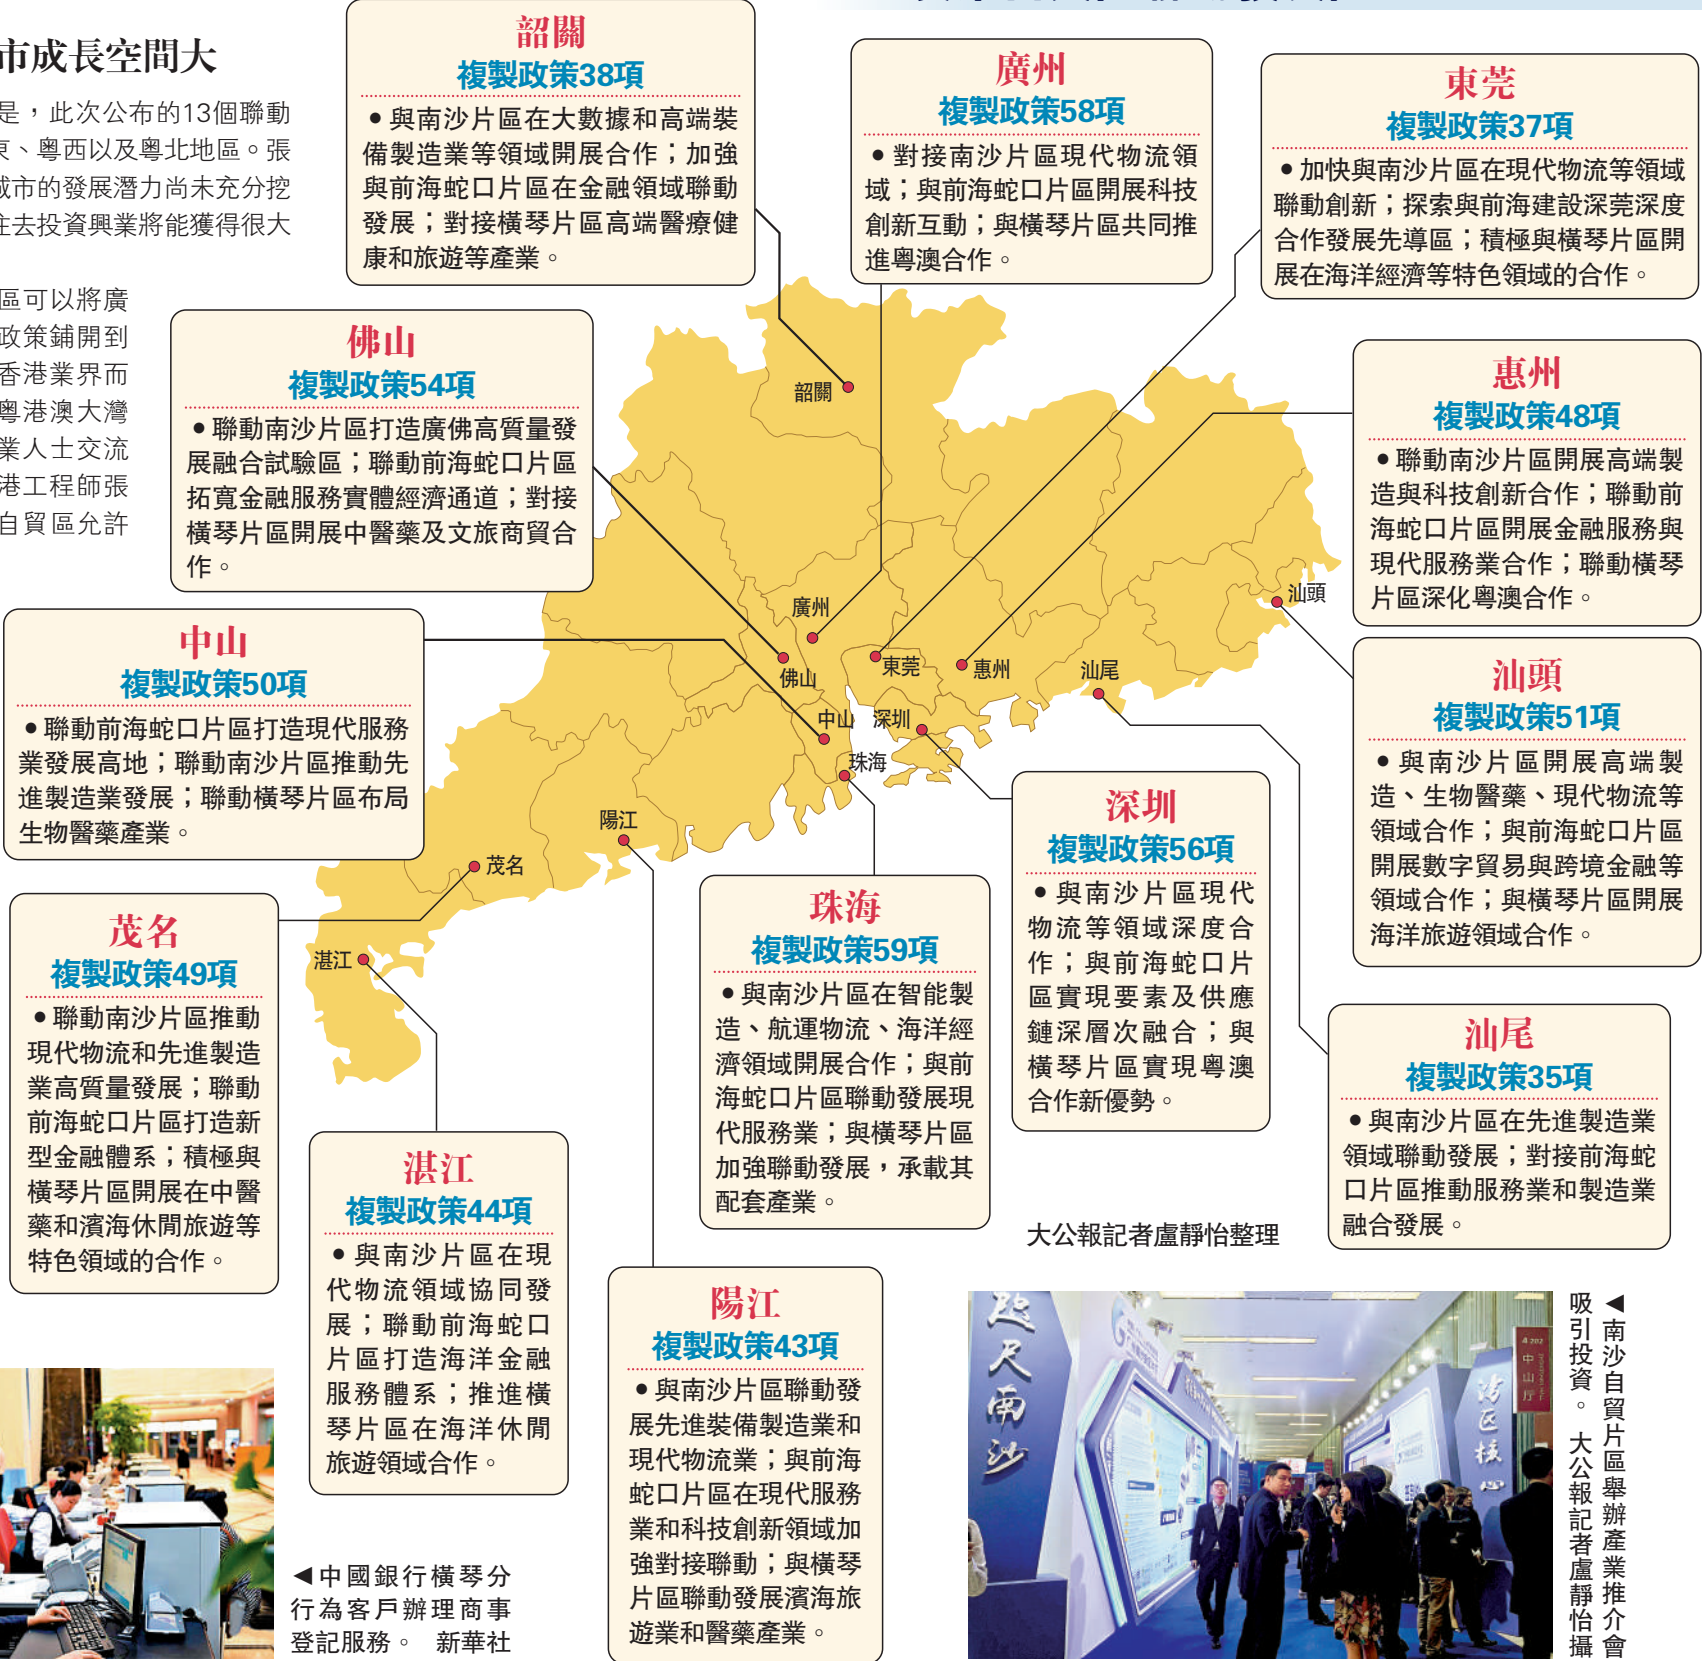 市成長空間大
是，此次公布的13個聯動
東、粵西以及粵北地區。張
城市的發展潛力尚未充分挖
往去投資興業將能獲得很大
區可以將廣
政策鋪開到
香港業界而
粵港澳大灣
業人士交流
港工程師張
自貿區允許
韶關
複製政策38項
●與南沙片區在大數據和高端裝
備製造業等領域開展合作；加強
與前海蛇口片區在金融領域聯動
發展；對接橫琴片區高端醫療健
康和旅遊等產業。
廣州
複製政策58項
●對接南沙片區現代物流領
域；與前海蛇口片區開展科技
創新互動；與橫琴片區共同推
進粵澳合作。
東莞
複製政策37項
●加快與南沙片區在現代物流等領域
聯動創新；探索與前海建設深莞深度
合作發展先導區；積極與橫琴片區開
展在海洋經濟等特色領域的合作。
佛山
複製政策54項
●聯動南沙片區打造廣佛高質量發
展融合試驗區；聯動前海蛇口片區
拓寬金融服務實體經濟通道；對接
橫琴片區開展中醫藥及文旅商貿合
作。
惠州
複製政策48項
●聯動南沙片區開展高端製
造與科技創新合作；聯動前
海蛇口片區開展金融服務與
現代服務業合作；聯動橫琴
片區深化粵澳合作。
中山
複製政策50項
●聯動前海蛇口片區打造現代服務
業發展高地；聯動南沙片區推動先
進製造業發展；聯動橫琴片區布局
生物醫藥產業。
汕頭
複製政策51項
●與南沙片區開展高端製
造、生物醫藥、現代物流等
領域合作；與前海蛇口片區
開展數字貿易與跨境金融等
領域合作；與橫琴片區開展
海洋旅遊領域合作。
韶關
廣州
佛山
東莞
惠州
汕尾
汕頭
中山
深圳
珠海
陽江
茂名
湛江
茂名
複製政策49項
●聯動南沙片區推動
現代物流和先進製造
業高質量發展；聯動
前海蛇口片區打造新
型金融體系；積極與
橫琴片區開展在中醫
藥和濱海休閒旅遊等
特色領域的合作。
湛江
複製政策44項
●與南沙片區在現
代物流領域協同發
展；聯動前海蛇口
片區打造海洋金融
服務體系；推進橫
琴片區在海洋休閒
旅遊領域合作。
陽江
複製政策43項
●與南沙片區聯動發
展先進裝備製造業和
現代物流業；與前海
蛇口片區在現代服務
業和科技創新領域加
強對接聯動；與橫琴
片區聯動發展濱海旅
遊業和醫藥產業。
珠海
複製政策59項
●與南沙片區在智能製
造、航運物流、海洋經
濟領域開展合作；與前
海蛇口片區聯動發展現
代服務業；與橫琴片區
加強聯動發展，承載其
配套產業。
深圳
複製政策56項
●與南沙片區現代
物流等領域深度合
作；與前海蛇口片
區實現要素及供應
鏈深層次融合；與
橫琴片區實現粵澳
合作新優勢。
汕尾
複製政策35項
●與南沙片區在先進製造業
領域聯動發展；對接前海蛇
口片區推動服務業和製造業
融合發展。
大公報記者盧靜怡整理
◀中國銀行橫琴分
行為客戶辦理商事
登記服務。　新華社
咫尺南沙
湾区核心
中山厅
◀南沙自貿片區舉辦產業推介會
吸引投資。　大公報記者盧靜怡攝